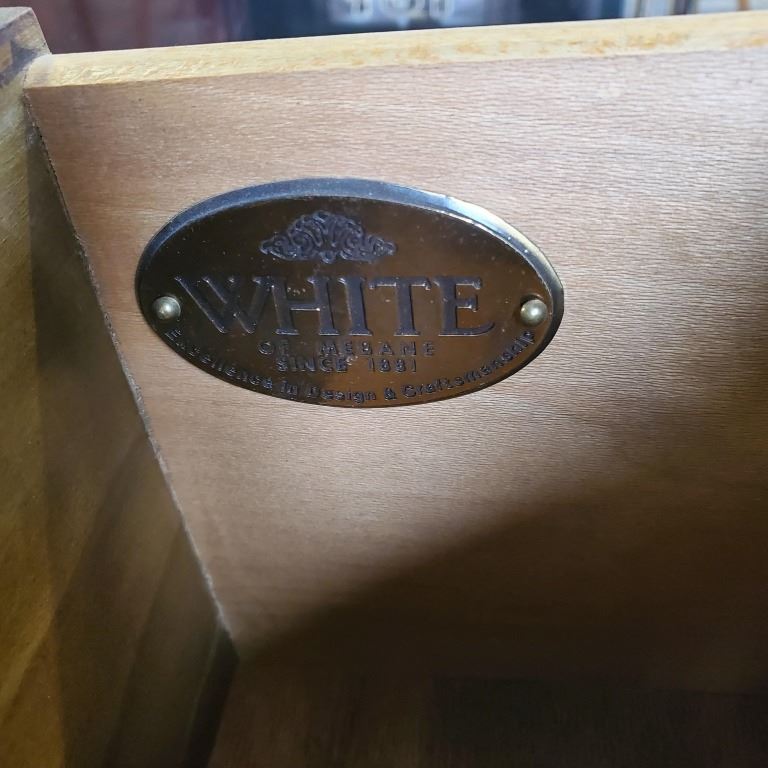 WHITE
OF MEBANE
SINCE 1881
Excellence in Design & Craftsmanship